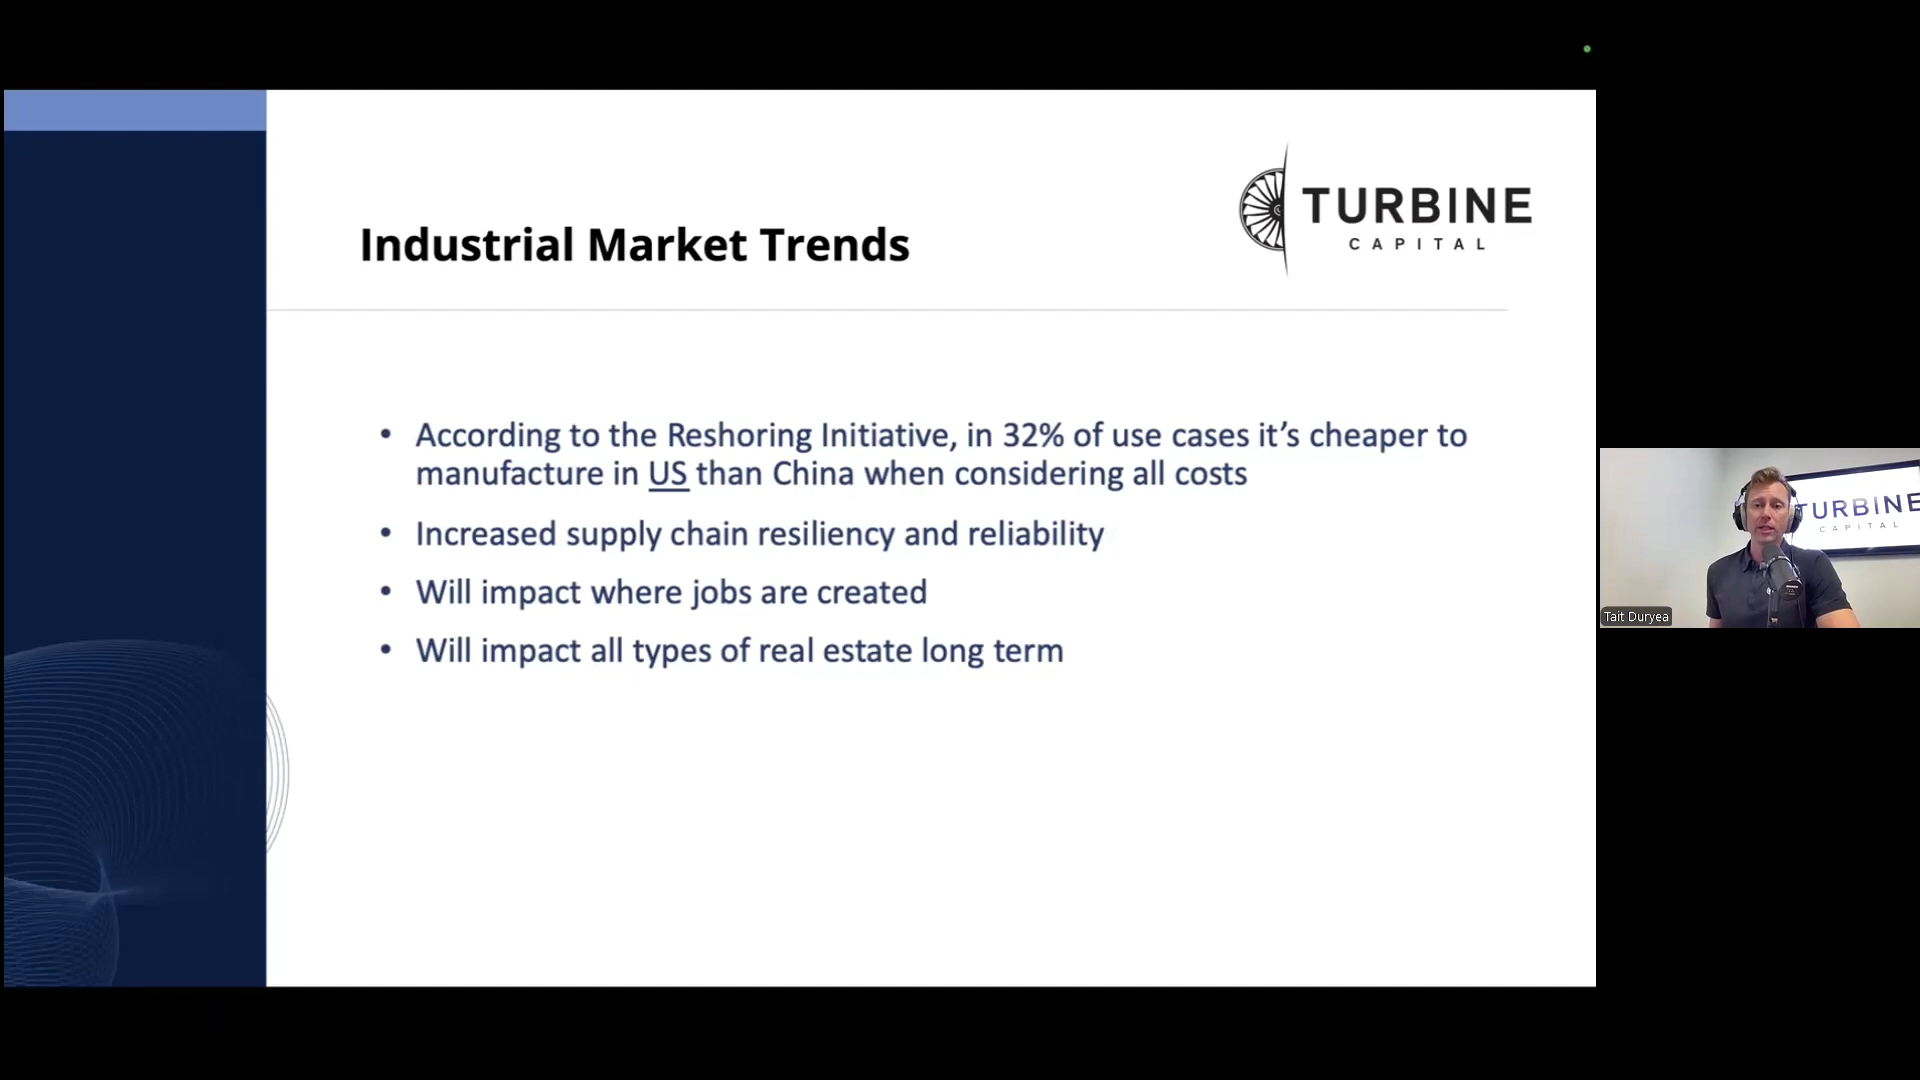 TURBINE
CAPITAL
Industrial Market Trends
• According to the Reshoring Initiative, in 32% of use cases it’s cheaper to
manufacture in US than China when considering all costs
• Increased supply chain resiliency and reliability
• Will impact where jobs are created
• Will impact all types of real estate long term
TURBINE
CAPITAL
Tait Duryea